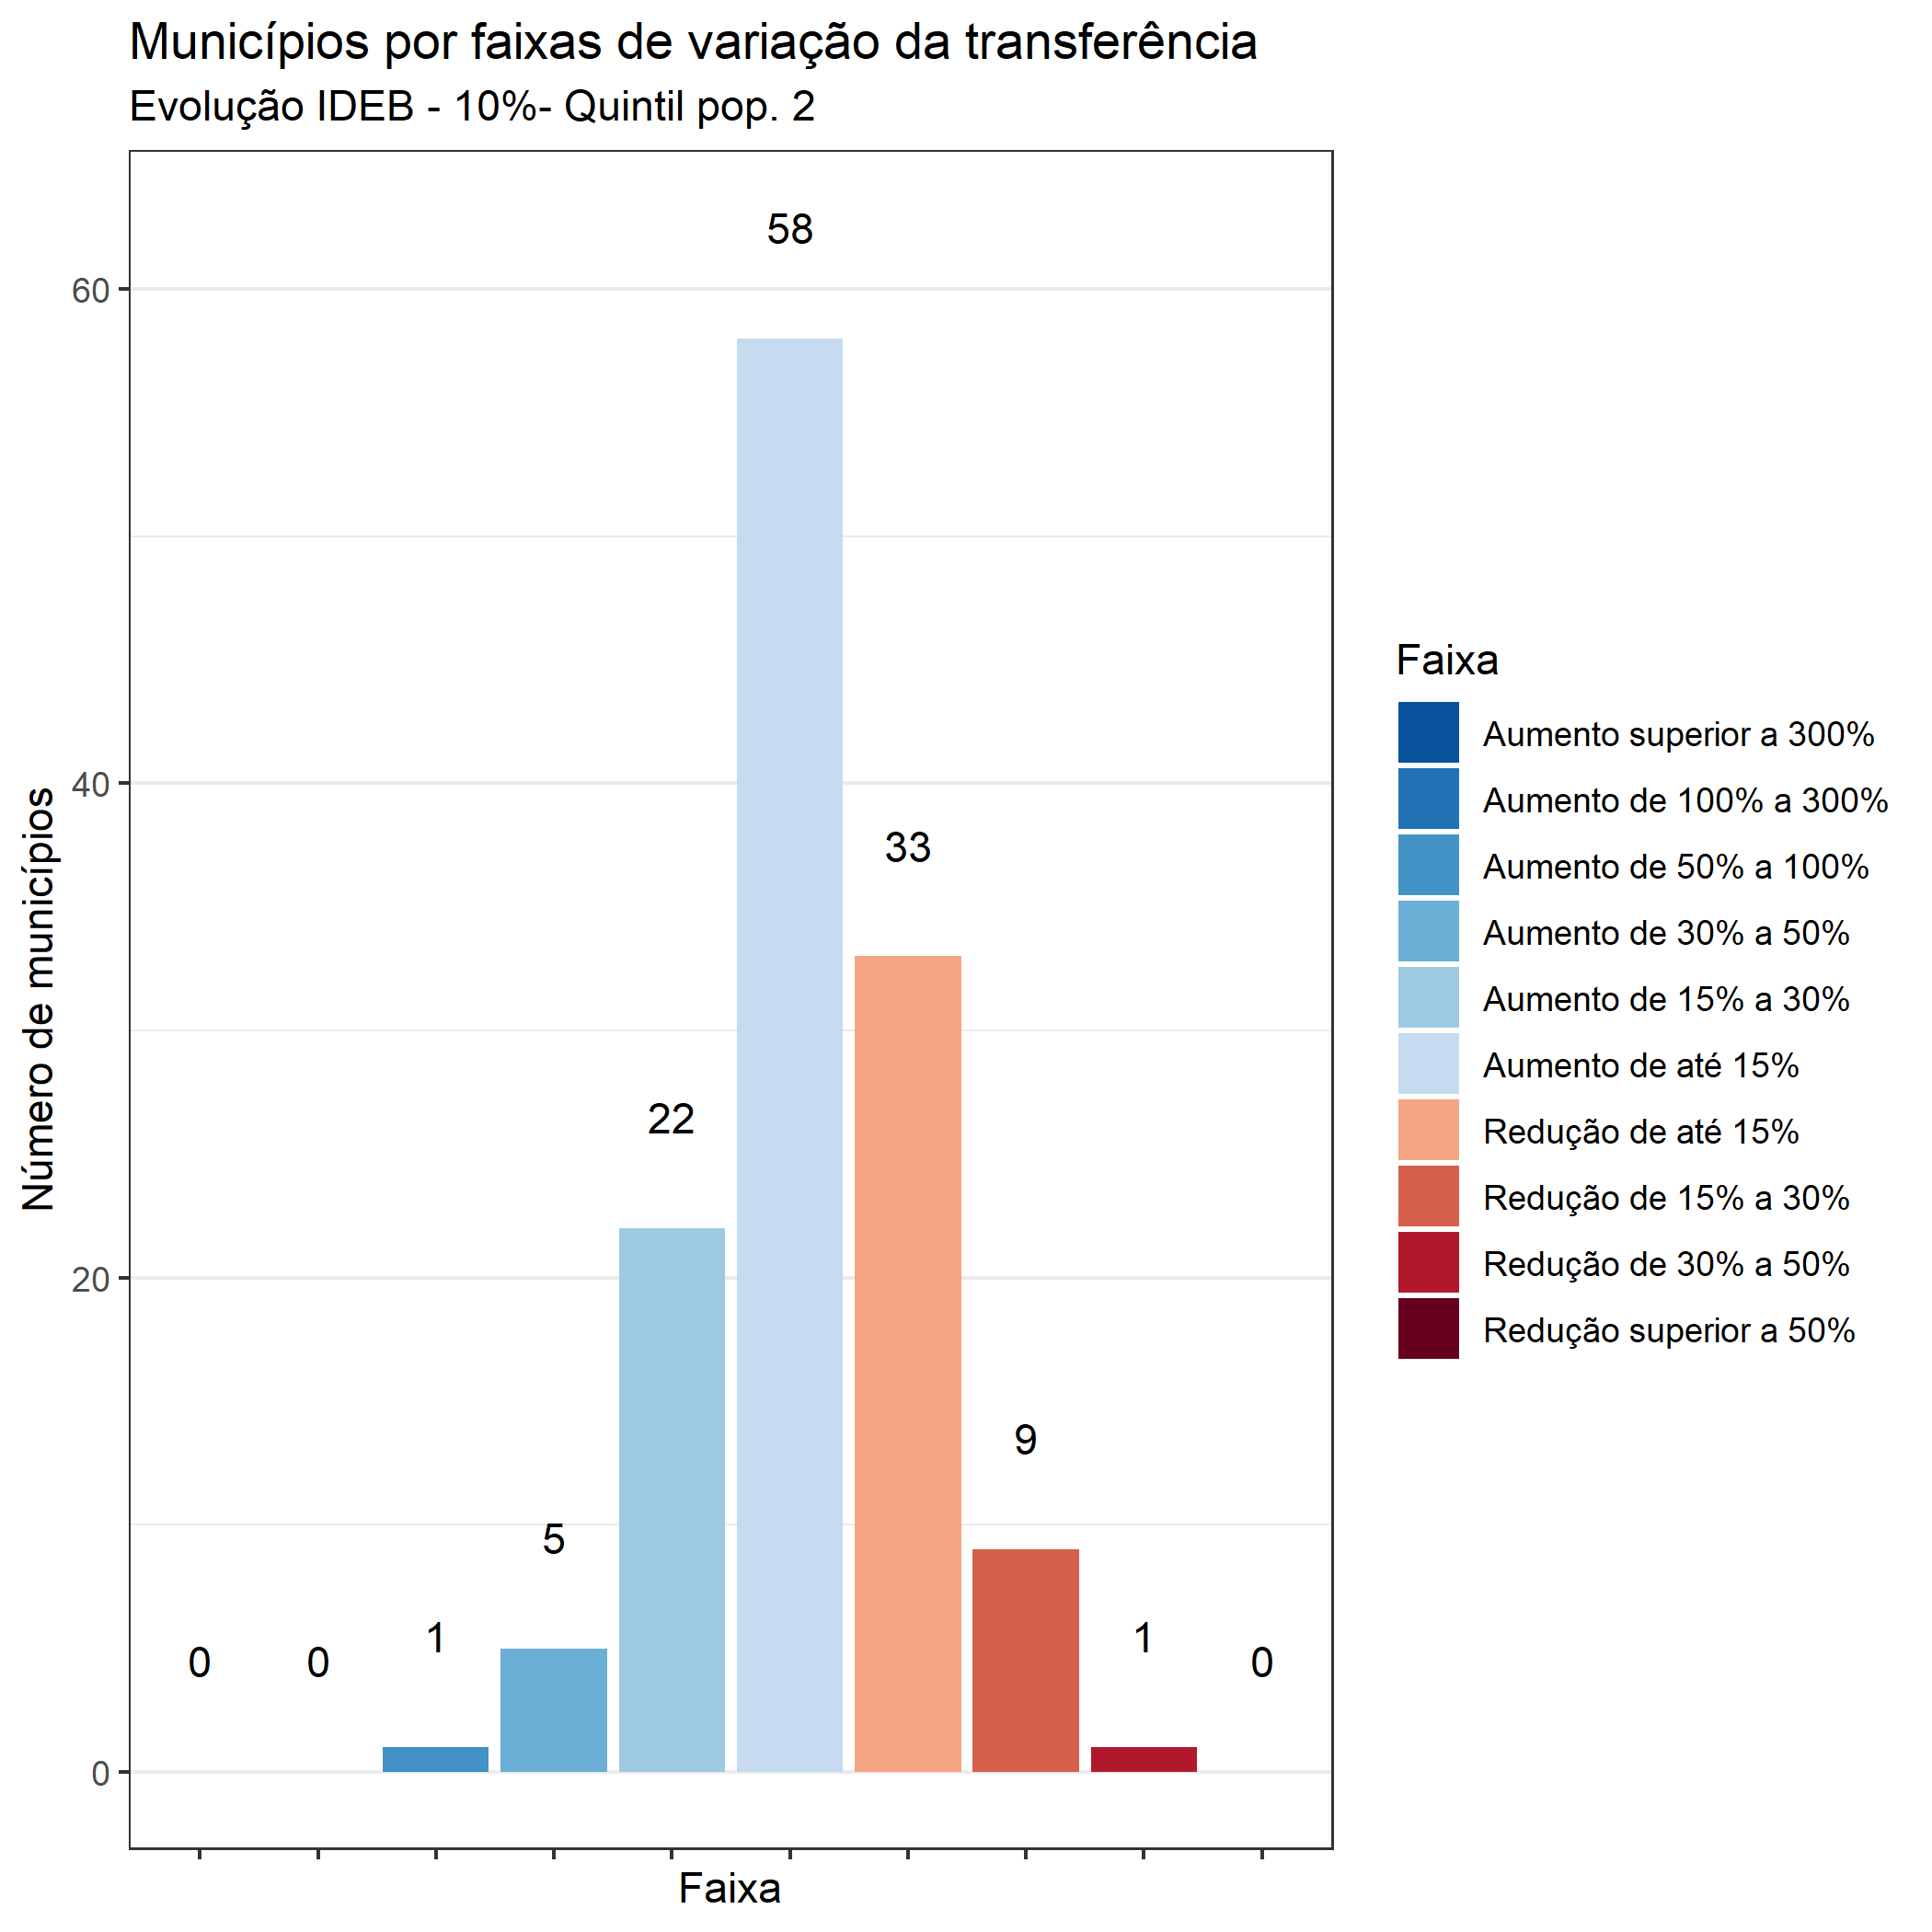 Municípios por faixas de variação da transferência
Evolução IDEB - 10%- Quintil pop. 2
Número de municípios
60
40
20
0
58
33
22
9
5
1
1
0
0
0
Faixa
Faixa
Aumento superior a 300%
Aumento de 100% a 300%
Aumento de 50% a 100%
Aumento de 30% a 50%
Aumento de 15% a 30%
Aumento de até 15%
Redução de até 15%
Redução de 15% a 30%
Redução de 30% a 50%
Redução superior a 50%